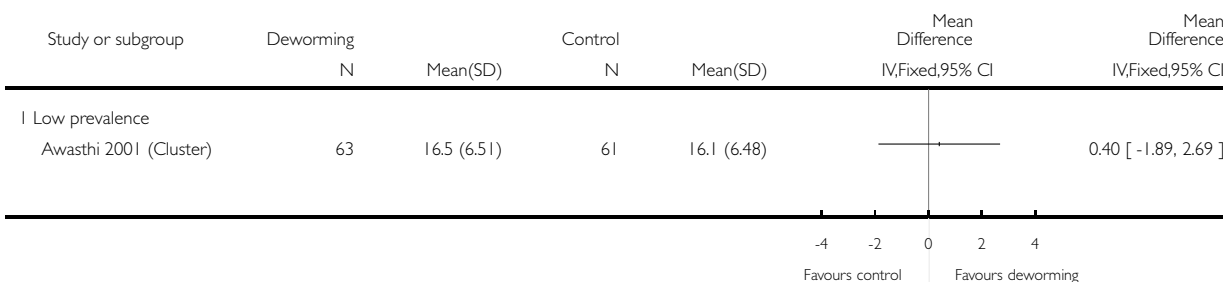 Study or subgroup Deworming Control Mean Difference Mean Difference
N Mean(SD) N Mean(SD) IV,Fixed,95% CI IV,Fixed,95% CI
1 Low prevalence
Awasthi 2001 (Cluster) 63 16.5 (6.51) 61 16.1 (6.48) 0.40 [ -1.89, 2.69 ]
-4 -2 0 2 4
Favours control Favours deworming